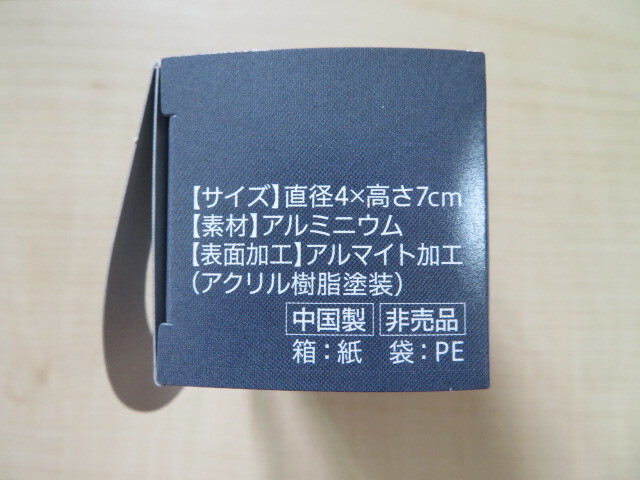 【サイズ】直径4×高さ7cm
【素材】アルミニウム
【表面加工】アルマイト加工
（アクリル樹脂塗装）
中国製 非売品
箱：紙 袋：PE